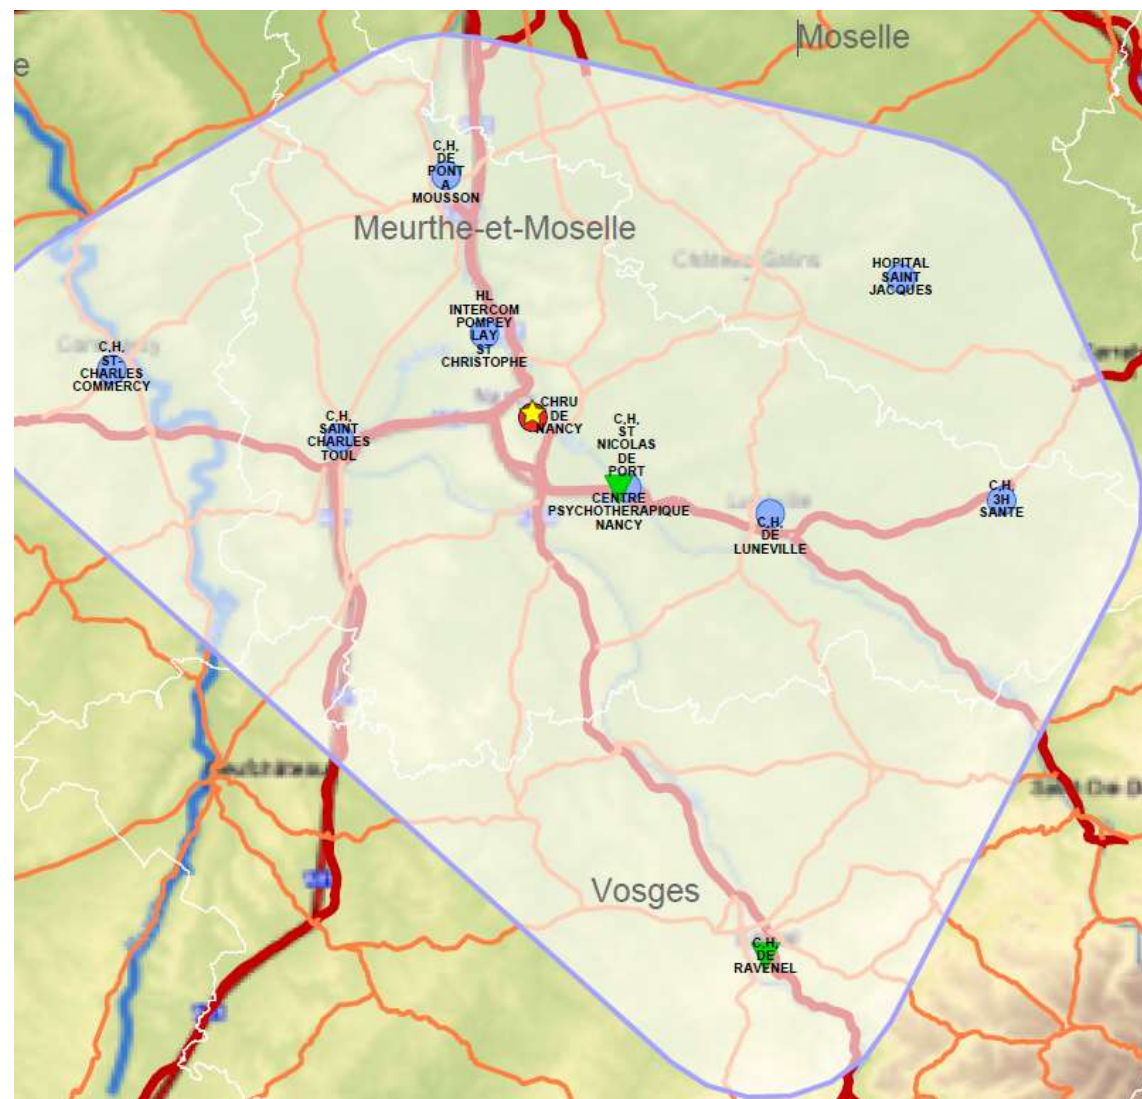 Moselle
e
C,H,
DE
PONT
A
MOUSSON
Meurthe-et-Moselle
HOPITAL
SAINT
JACQUES
HL
INTERCOM
POMPEY
LAY
ST
CHRISTOPHE
C,H,
ST-
CHARLES
COMMERCY
CHRU
DE
NANCY
C,H,
SAINT
CHARLES
TOUL
C,H,
ST
NICOLAS
DE
PORT
CENTRE
PSYCHOTHERAPIQUE
NANCY
C,H,
3H
SANTE
C,H,
DE
LUNEVILLE
Vosges
C,H,
DE
RAVENEL